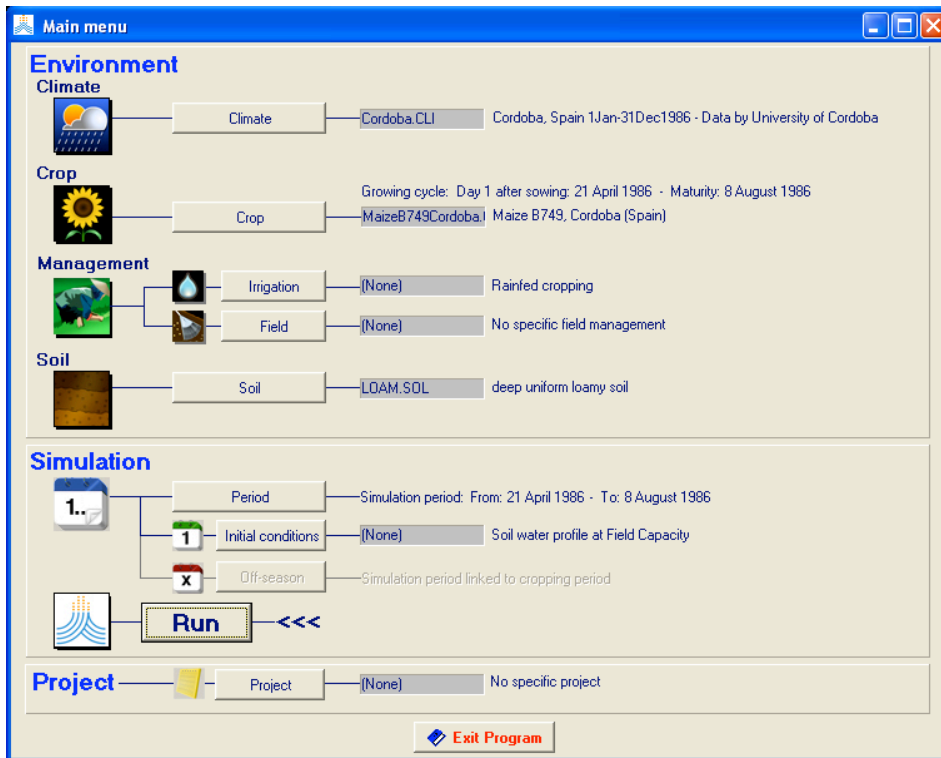 Main menu
Environment
Climate
Climate Cordoba.CLI Cordoba, Spain 1Jan-31Dec1986 - Data by University of Cordoba
Crop
Growing cycle: Day 1 after sowing: 21 April 1986 - Maturity: 8 August 1986
Crop MaizeB749Cordoba. Maize B749, Cordoba (Spain)
Management
Irrigation (None) Rainfed cropping
Field (None) No specific field management
Soil
Soil LOAM.SOL deep uniform loamy soil
Simulation
1.. Period Simulation period: From: 21 April 1986 - To: 8 August 1986
1 Initial conditions (None) Soil water profile at Field Capacity
x Off-season Simulation period linked to cropping period
Run <<<
Project Project (None) No specific project
Exit Program